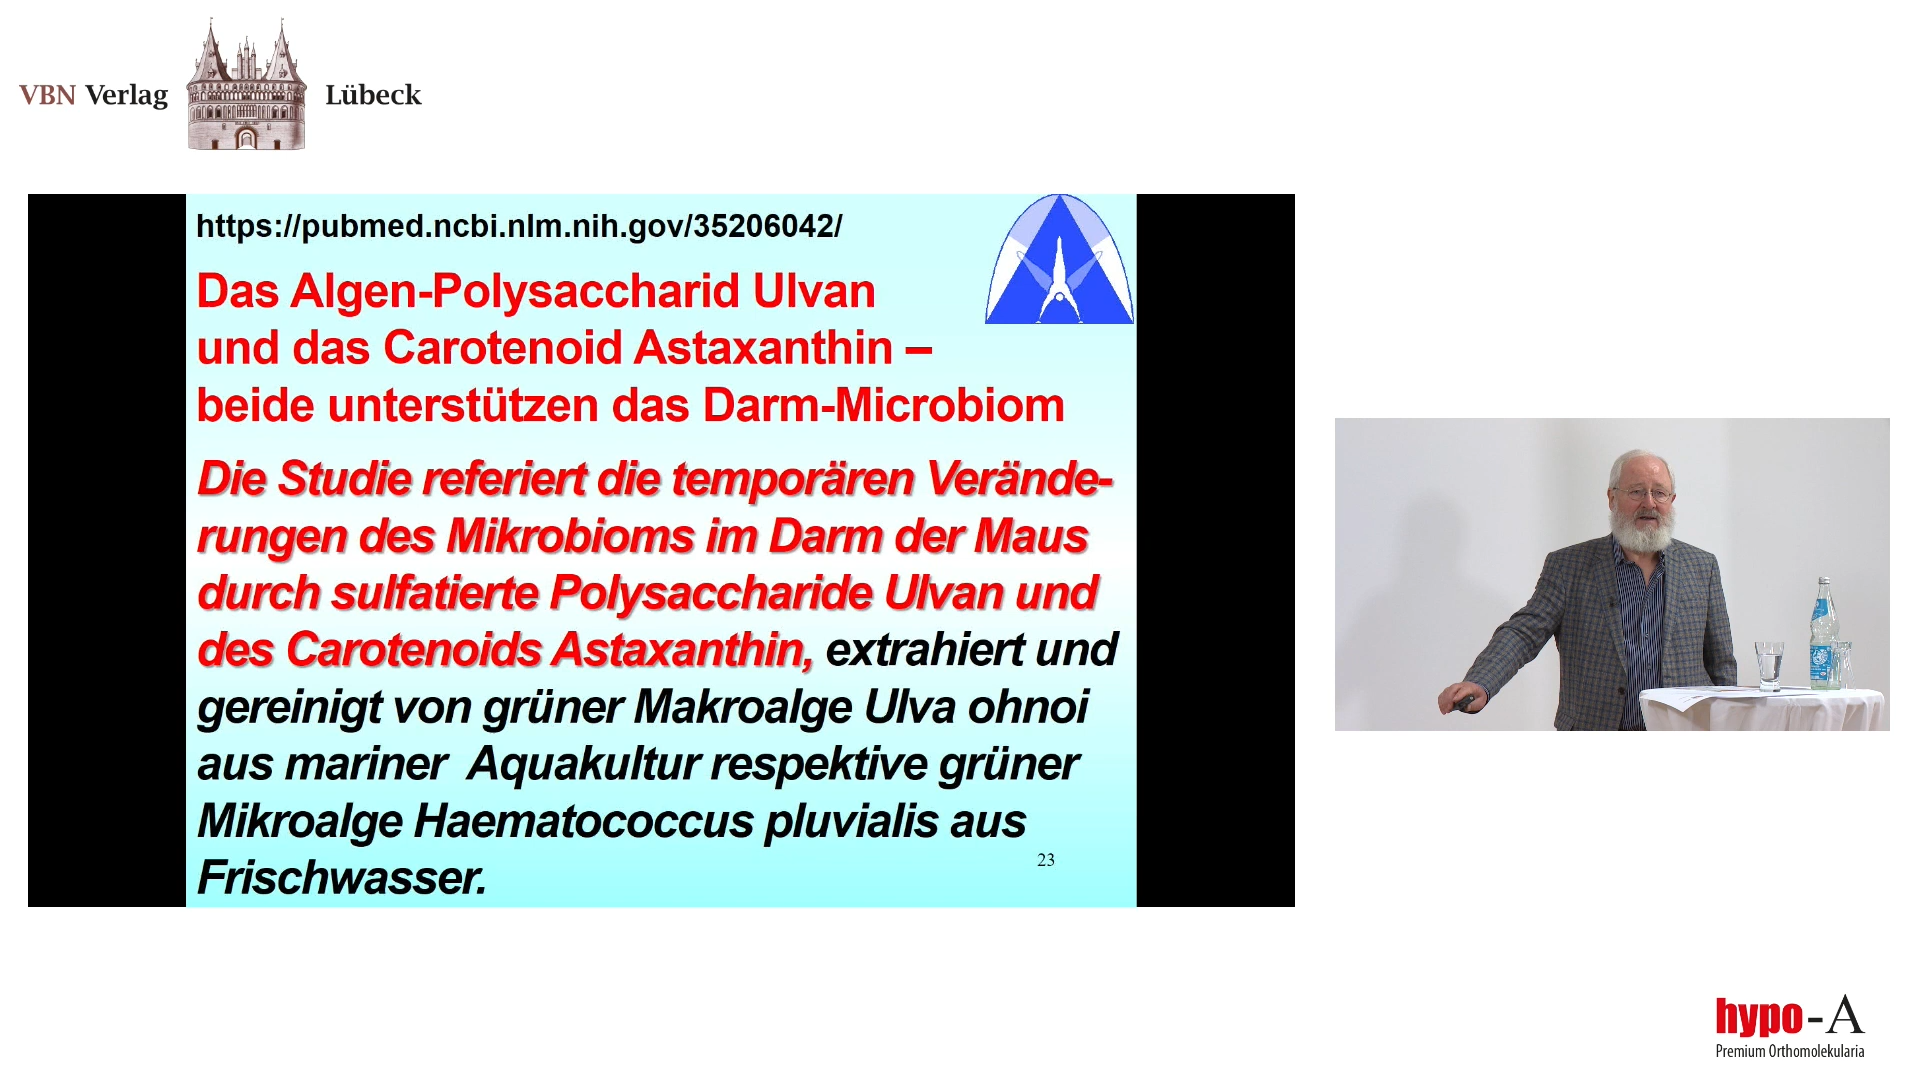 VBN Verlag Lübeck
https://pubmed.ncbi.nlm.nih.gov/35206042/
Das Algen-Polysaccharid Ulvan
und das Carotenoid Astaxanthin –
beide unterstützen das Darm-Microbiom
Die Studie referiert die temporären Verände-
rungen des Mikrobioms im Darm der Maus
durch sulfatierte Polysaccharide Ulvan und
des Carotenoids Astaxanthin, extrahiert und
gereinigt von grüner Makroalge Ulva ohnoi
aus mariner Aquakultur respektive grüner
Mikroalge Haematococcus pluvialis aus
Frischwasser.
23
hypo-A
Premium Orthomolekularia